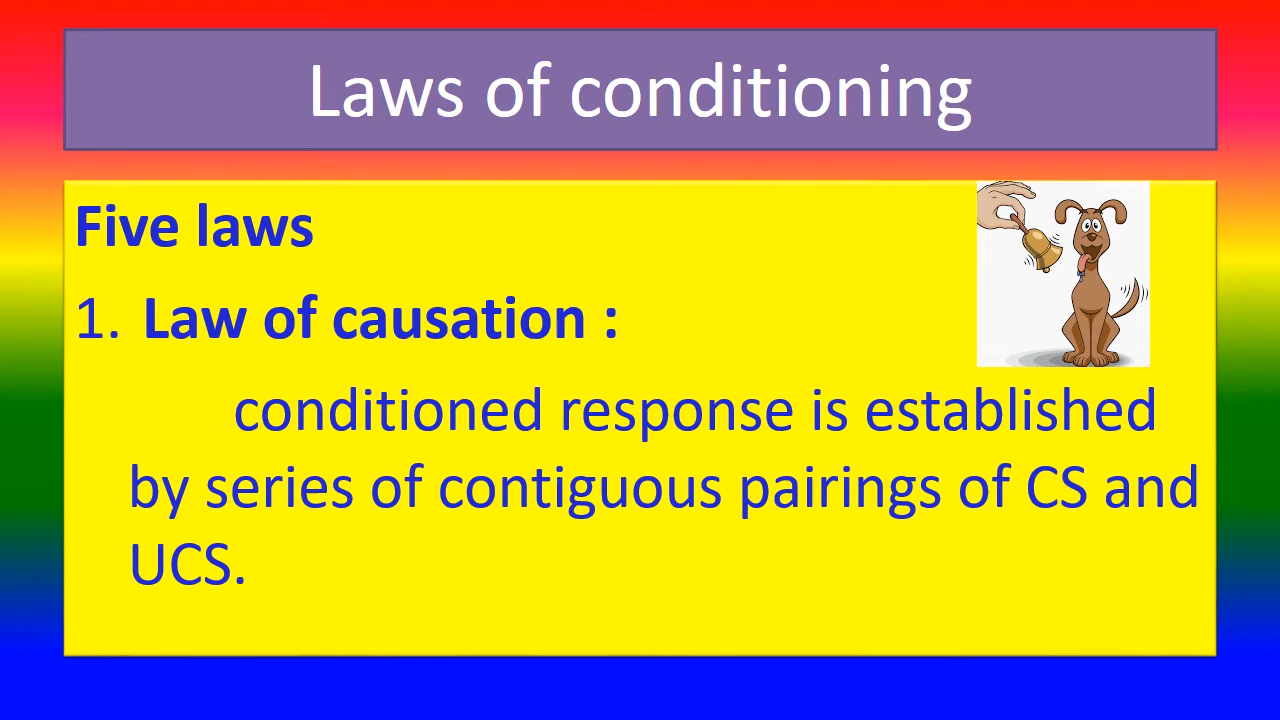 Laws of conditioning
Five laws
1. Law of causation :
conditioned response is established
by series of contiguous pairings of CS and
UCS.